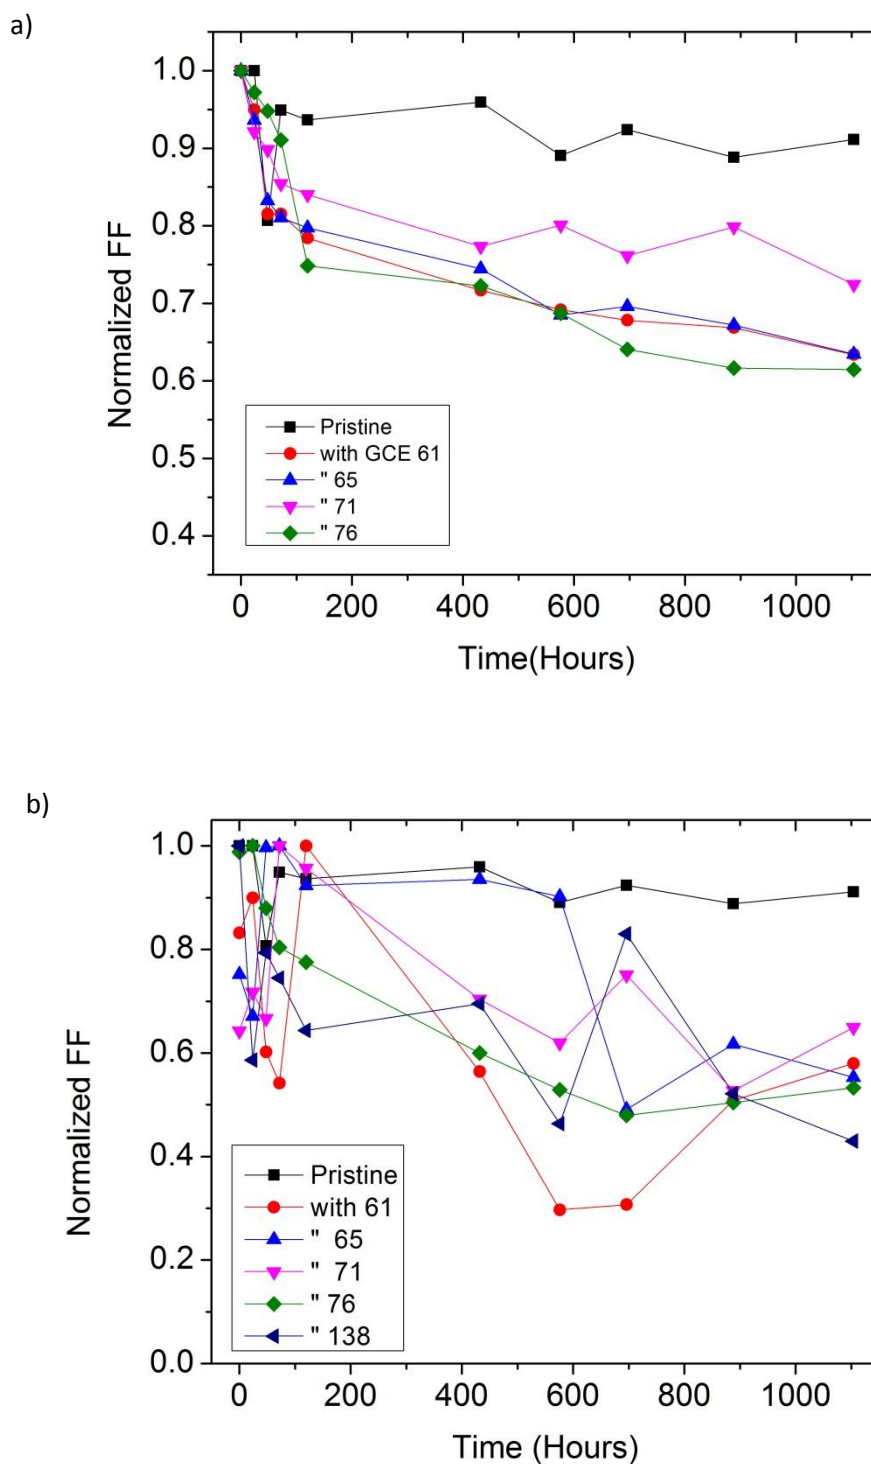 a)
Normalized FF
1.0
0.9
0.8
0.7
0.6
0.5
0.4
Pristine
with GCE 61
" 65
" 71
" 76
0 200 400 600 800 1000
Time(Hours)
b)
Normalized FF
1.0
0.8
0.6
0.4
0.2
0.0
Pristine
with 61
" 65
" 71
" 76
" 138
0 200 400 600 800 1000
Time (Hours)